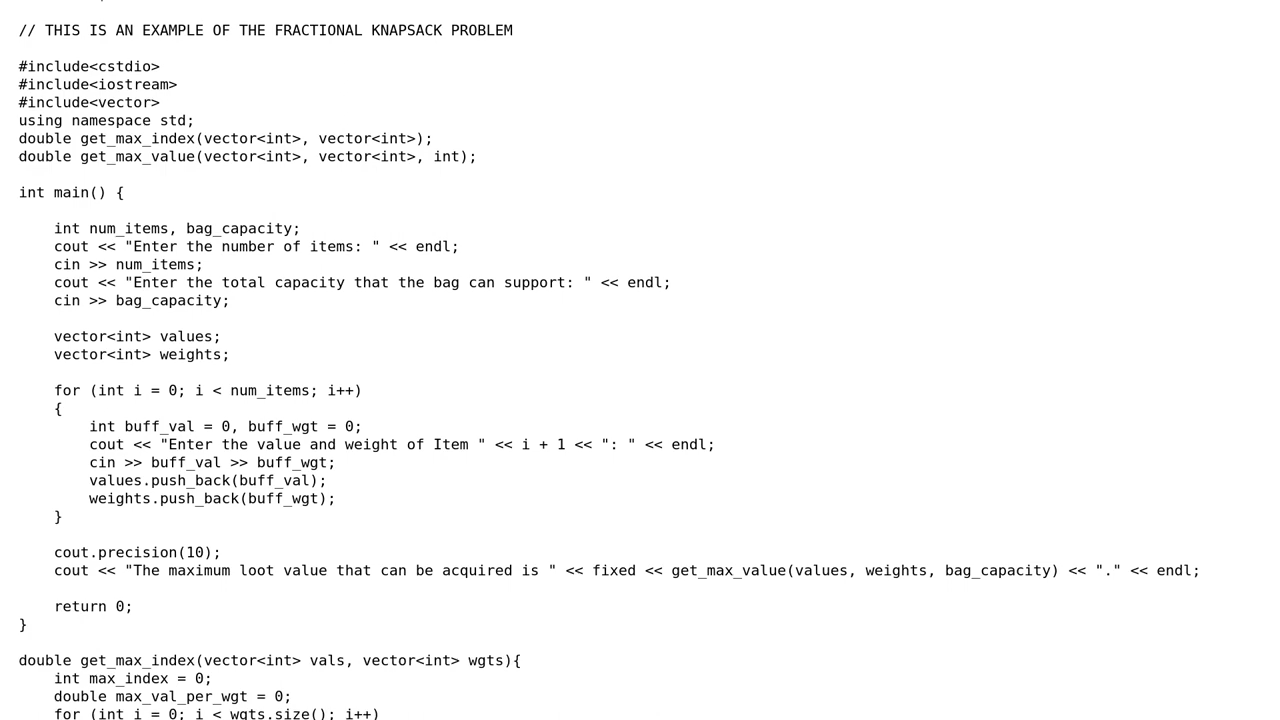 // THIS IS AN EXAMPLE OF THE FRACTIONAL KNAPSACK PROBLEM
#include<cstdio>
#include<iostream>
#include<vector>
using namespace std;
double get_max_index(vector<int>, vector<int>);
double get_max_value(vector<int>, vector<int>, int);
int main() {
    int num_items, bag_capacity;
    cout << "Enter the number of items: " << endl;
    cin >> num_items;
    cout << "Enter the total capacity that the bag can support: " << endl;
    cin >> bag_capacity;
    vector<int> values;
    vector<int> weights;
    for (int i = 0; i < num_items; i++)
    {
        int buff_val = 0, buff_wgt = 0;
        cout << "Enter the value and weight of Item " << i + 1 << ": " << endl;
        cin >> buff_val >> buff_wgt;
        values.push_back(buff_val);
        weights.push_back(buff_wgt);
    }
    cout.precision(10);
    cout << "The maximum loot value that can be acquired is " << fixed << get_max_value(values, weights, bag_capacity) << "." << endl;
    return 0;
}
double get_max_index(vector<int> vals, vector<int> wgts){
    int max_index = 0;
    double max_val_per_wgt = 0;
    for (int i = 0; i < wgts.size(); i++)